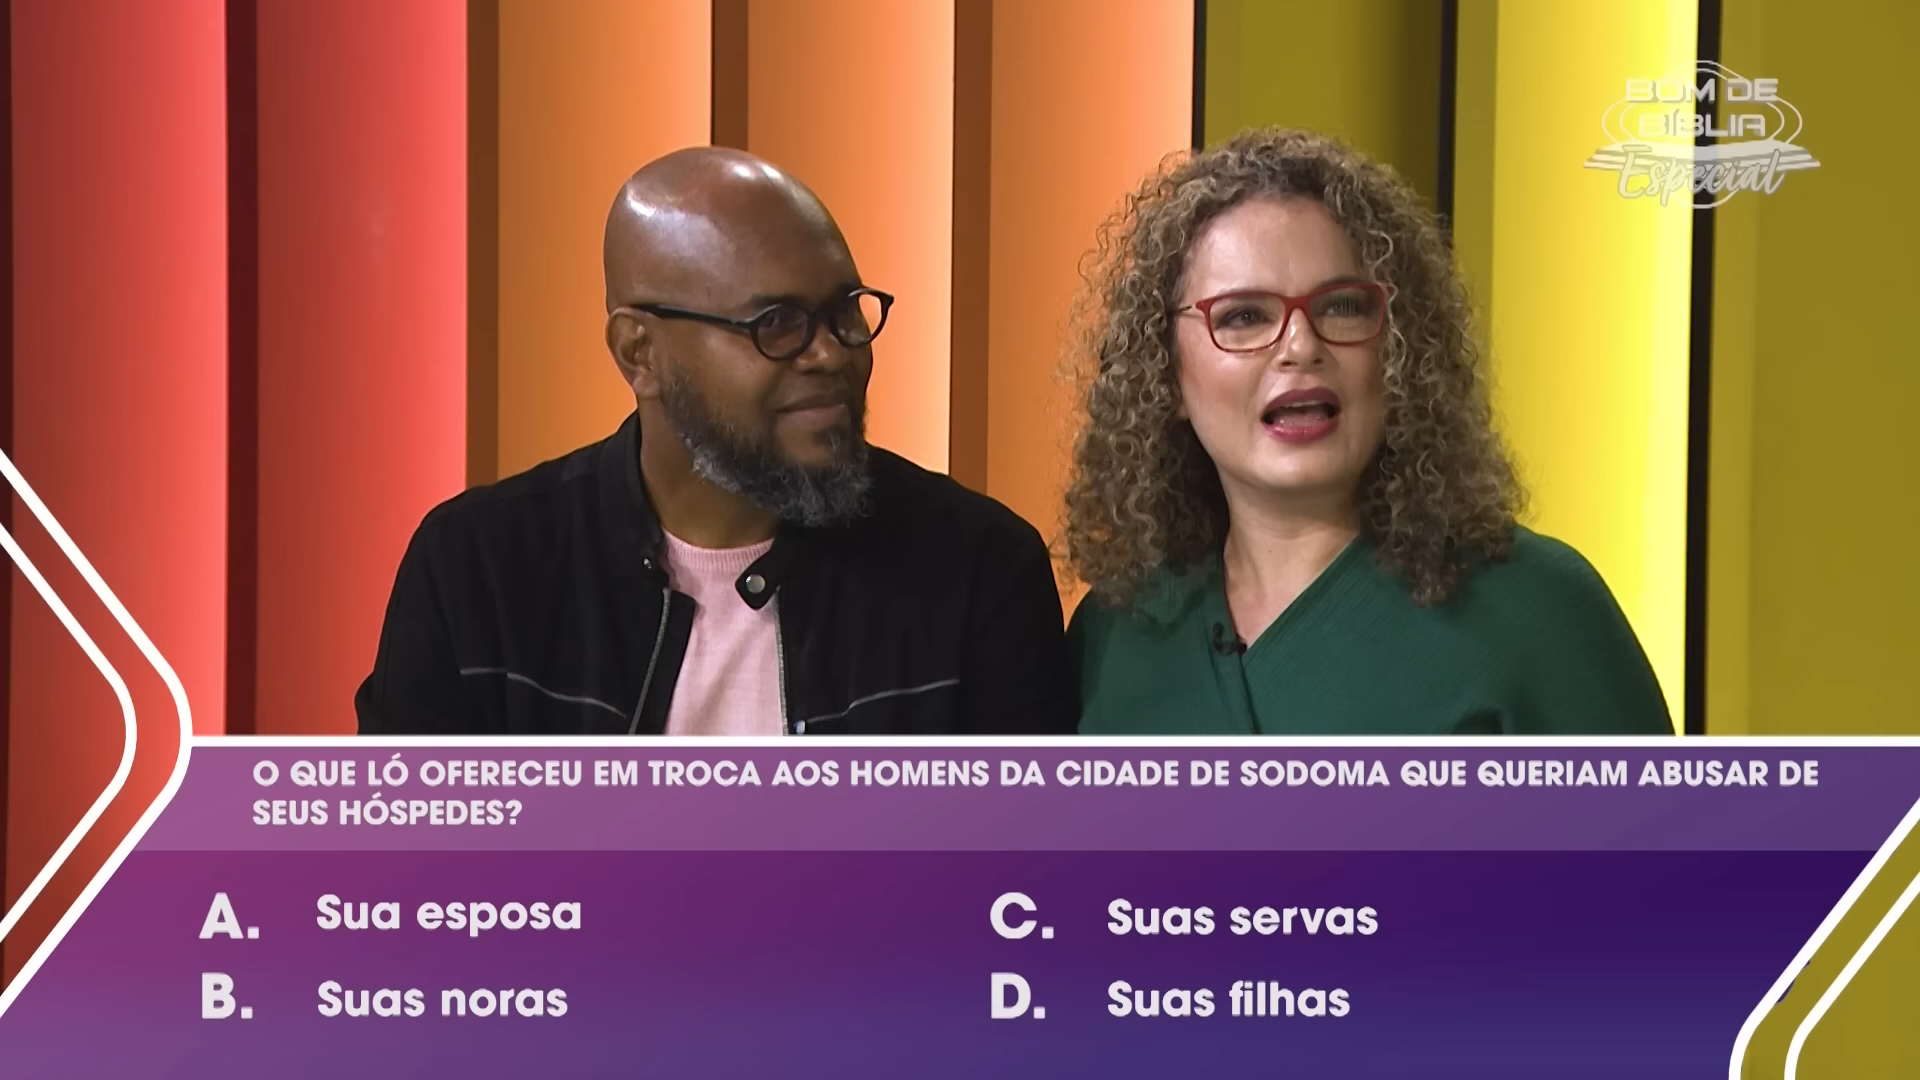 BOM DE
BÍBLIA
Especial
O QUE LÓ OFERECEU EM TROCA AOS HOMENS DA CIDADE DE SODOMA QUE QUERIAM ABUSAR DE
SEUS HÓSPEDES?
A. Sua esposa
B. Suas noras
C. Suas servas
D. Suas filhas